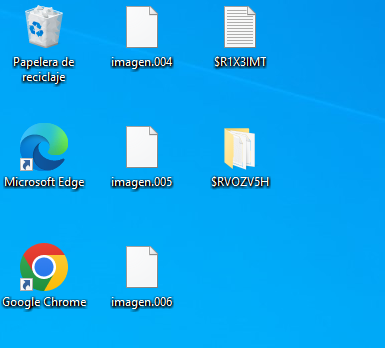 Papelera de
reciclaje
imagen.004
$R1X3IMT
Microsoft Edge
imagen.005
$RVOZV5H
Google Chrome
imagen.006